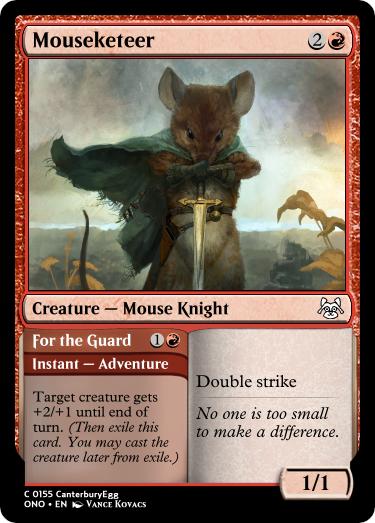 Mouseketeer 2
Creature — Mouse Knight
For the Guard 1
Instant — Adventure
Target creature gets
+2/+1 until end of
turn. (Then exile this
card. You may cast the
creature later from exile.)
Double strike
No one is too small
to make a difference.
1/1
C 0155 CanterburyEgg
ONO • EN Vance Kovacs